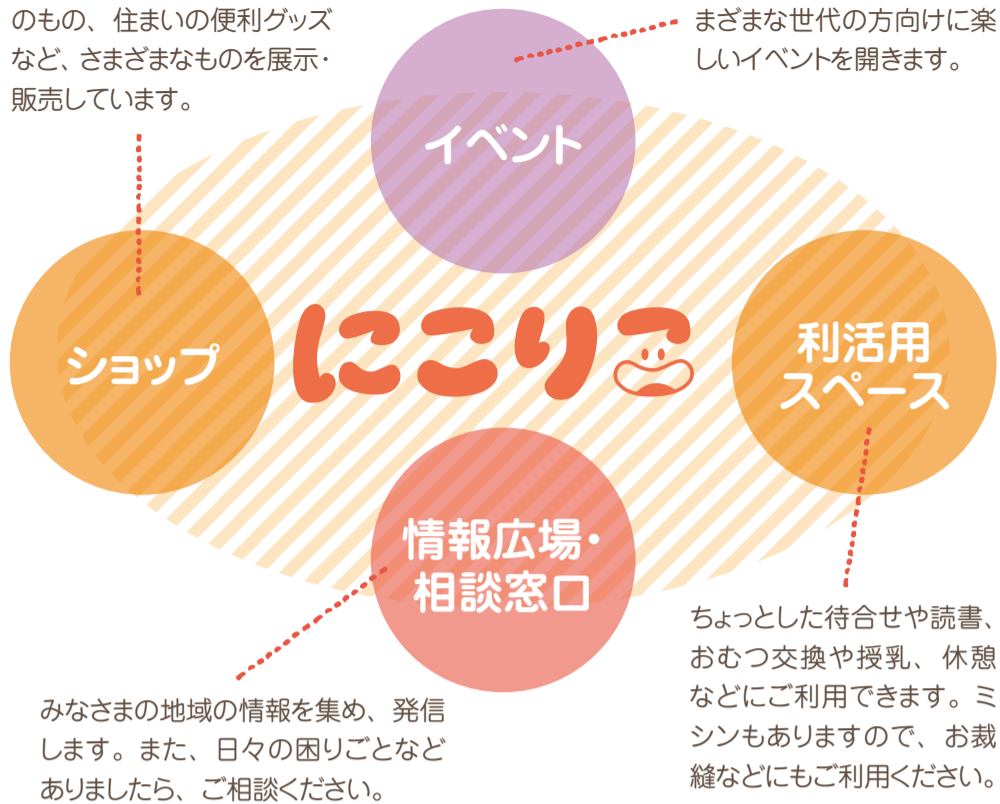 のもの、住まいの便利グッズ
など、さまざまなものを展示・
販売しています。
まざまな世代の方向けに楽
しいイベントを開きます。
イベント
ショップ
にこりこ
利活用
スペース
情報広場・
相談窓口
みなさまの地域の情報を集め、発信
します。また、日々の困りごとなど
ありましたら、ご相談ください。
ちょっとした待合せや読書、
おむつ交換や授乳、休憩
などにご利用できます。ミ
シンもありますので、お裁
縫などにもご利用ください。